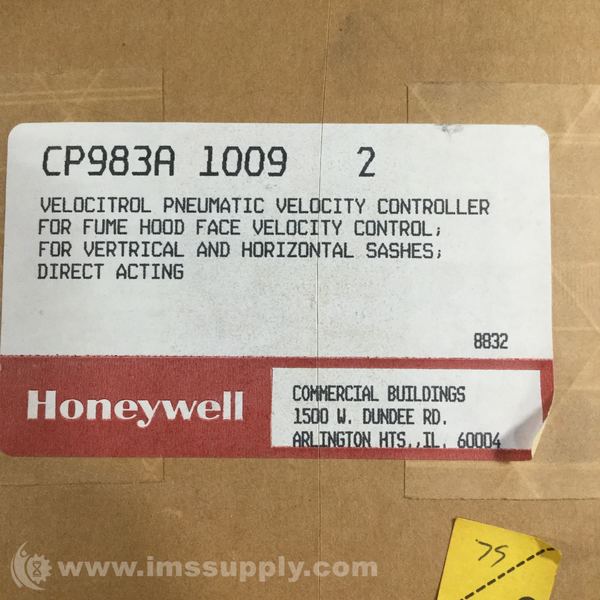 CP983A 1009 2
VELOCITROL PNEUMATIC VELOCITY CONTROLLER
FOR FUME HOOD FACE VELOCITY CONTROL;
FOR VERTRICAL AND HORIZONTAL SASHES;
DIRECT ACTING
8832
Honeywell
COMMERCIAL BUILDINGS
1500 W. DUNDEE RD.
ARLINGTON HTS.,IL. 60004
www.imssupply.com